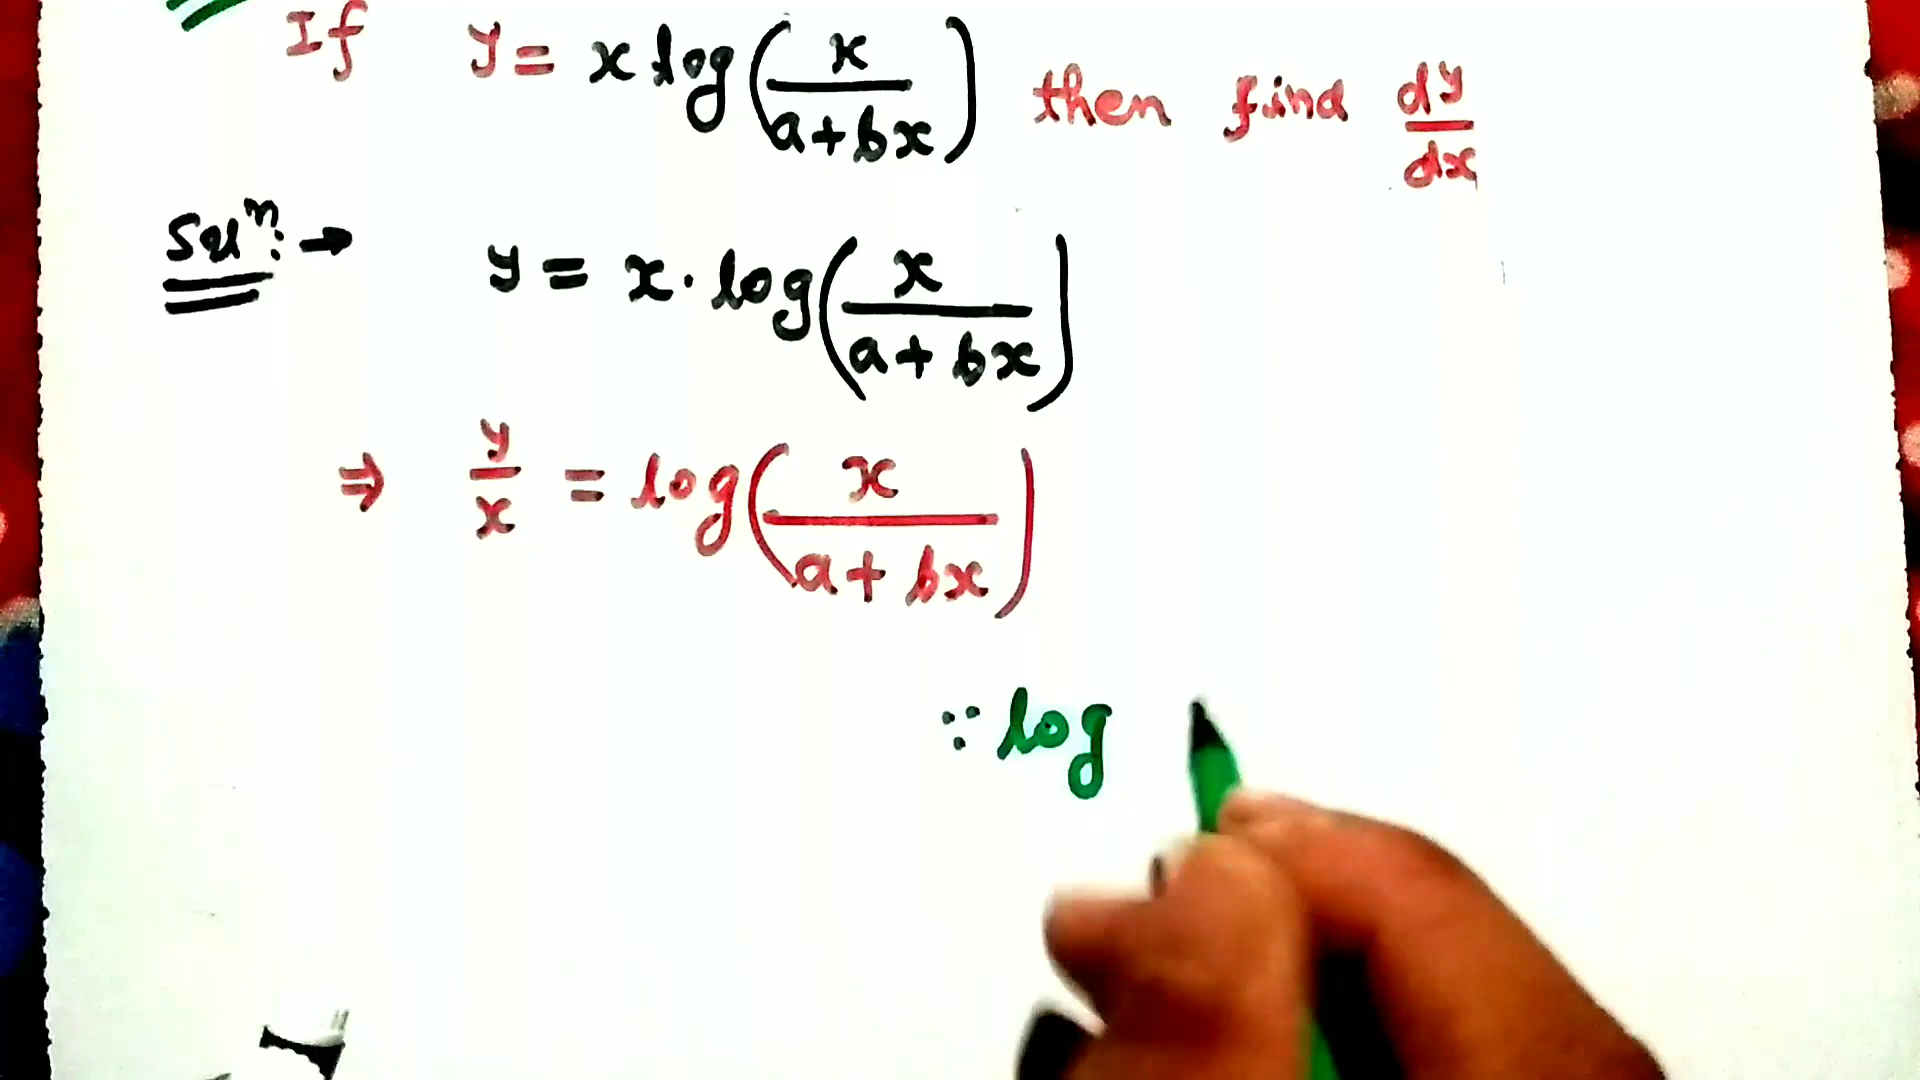 If y = x log(x/(a+bx)) then find dy/dx
Solⁿ: → y = x · log(x/(a+bx))
⇒ y/x = log(x/(a+bx))
∵ log